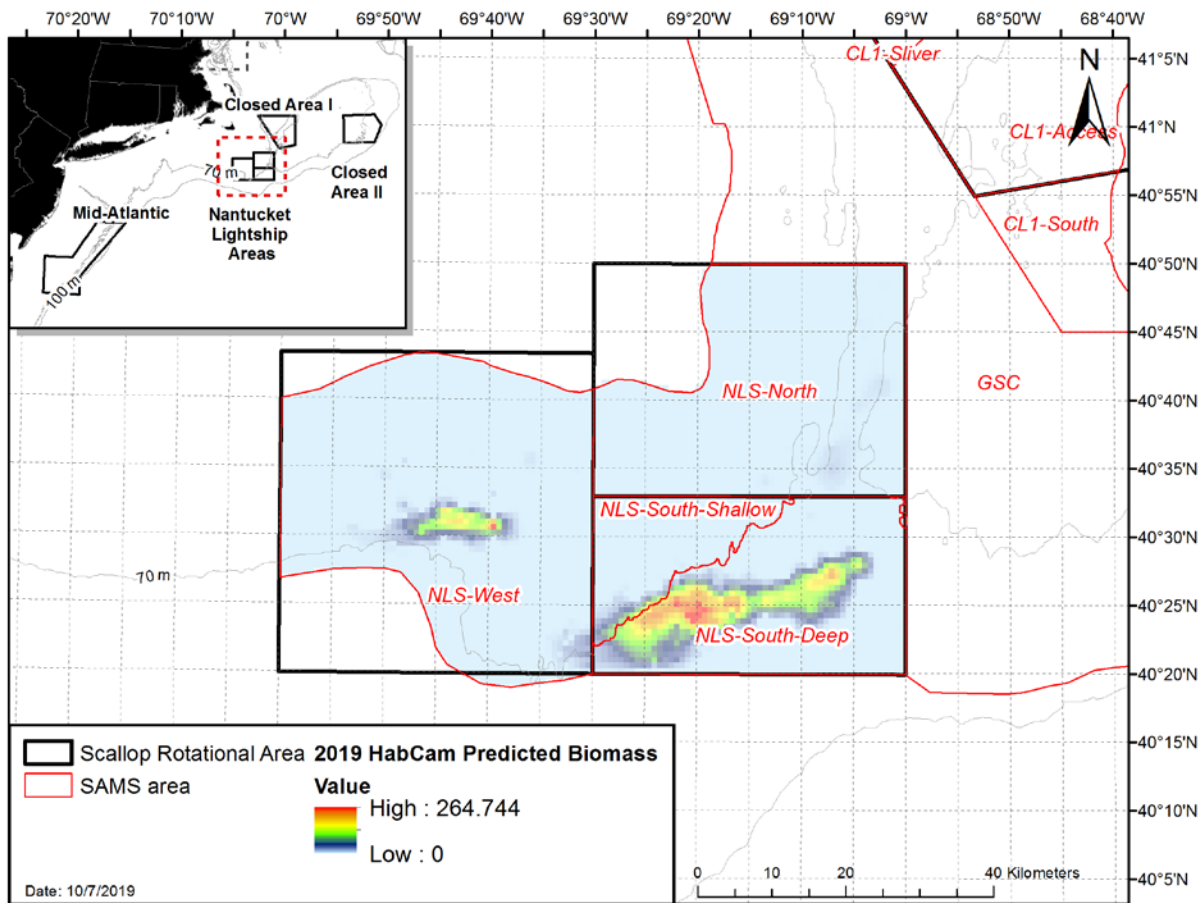 70°20'W 70°10'W 70°W 69°50'W 69°40'W 69°30'W 69°20'W 69°10'W 69°W 68°50'W 68°40'W
Closed Area I
70 m
Closed
Area II
Mid-Atlantic
Nantucket
Lightship
Areas
100 m
CL1-Sliver
N
CL1-Access
CL1-South
GSC
NLS-North
NLS-South-Shallow
70 m
NLS-West
NLS-South-Deep
41°5'N
41°N
40°55'N
40°50'N
40°45'N
40°40'N
40°35'N
40°30'N
40°25'N
40°20'N
40°15'N
40°10'N
40°5'N
Scallop Rotational Area
SAMS area
2019 HabCam Predicted Biomass
Value
High : 264.744
Low : 0
Date: 10/7/2019
0 10 20 40 Kilometers